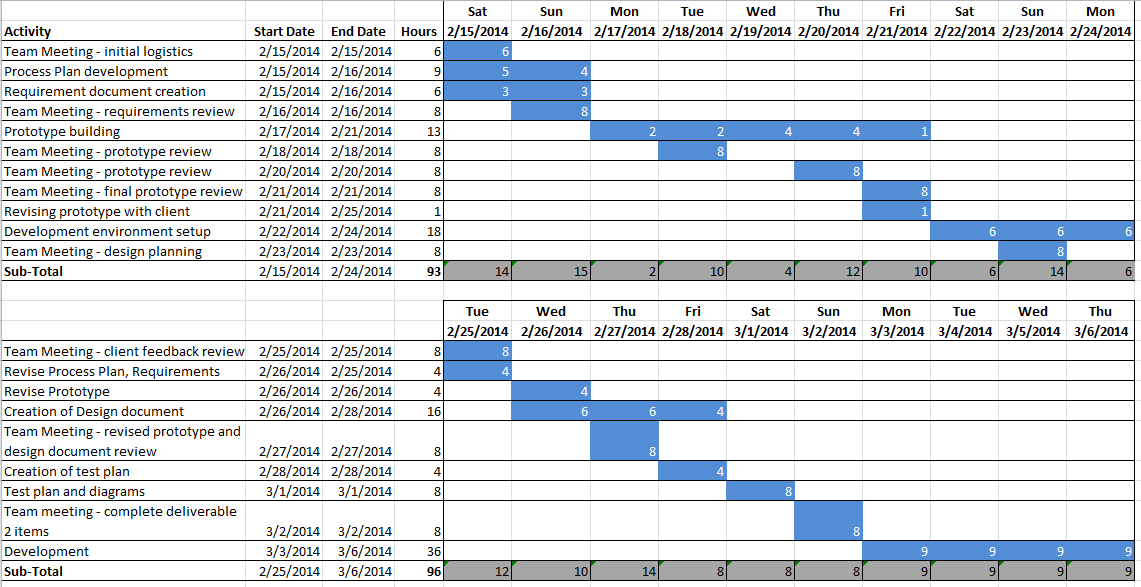 Sat Sun Mon Tue Wed Thu Fri Sat Sun Mon
Activity Start Date End Date Hours 2/15/2014 2/16/2014 2/17/2014 2/18/2014 2/19/2014 2/20/2014 2/21/2014 2/22/2014 2/23/2014 2/24/2014
Team Meeting - initial logistics 2/15/2014 2/15/2014 6 6
Process Plan development 2/15/2014 2/16/2014 9 5 4
Requirement document creation 2/15/2014 2/16/2014 6 3 3
Team Meeting - requirements review 2/16/2014 2/16/2014 8 8
Prototype building 2/17/2014 2/21/2014 13 2 2 4 4 1
Team Meeting - prototype review 2/18/2014 2/18/2014 8 8
Team Meeting - prototype review 2/20/2014 2/20/2014 8 8
Team Meeting - final prototype review 2/21/2014 2/21/2014 8 8
Revising prototype with client 2/21/2014 2/25/2014 1 1
Development environment setup 2/22/2014 2/24/2014 18 6 6 6
Team Meeting - design planning 2/23/2014 2/23/2014 8 8
Sub-Total 2/15/2014 2/24/2014 93 14 15 2 10 4 12 10 6 14 6
Tue Wed Thu Fri Sat Sun Mon Tue Wed Thu
2/25/2014 2/26/2014 2/27/2014 2/28/2014 3/1/2014 3/2/2014 3/3/2014 3/4/2014 3/5/2014 3/6/2014
Team Meeting - client feedback review 2/25/2014 2/25/2014 8 8
Revise Process Plan, Requirements 2/26/2014 2/25/2014 4 4
Revise Prototype 2/26/2014 2/26/2014 4 4
Creation of Design document 2/26/2014 2/28/2014 16 6 6 4
Team Meeting - revised prototype and
design document review 2/27/2014 2/27/2014 8 8
Creation of test plan 2/28/2014 2/28/2014 4 4
Test plan and diagrams 3/1/2014 3/1/2014 8 8
Team meeting - complete deliverable
2 items 3/2/2014 3/2/2014 8 8
Development 3/3/2014 3/6/2014 36 9 9 9 9
Sub-Total 2/25/2014 3/6/2014 96 12 10 14 8 8 8 9 9 9 9